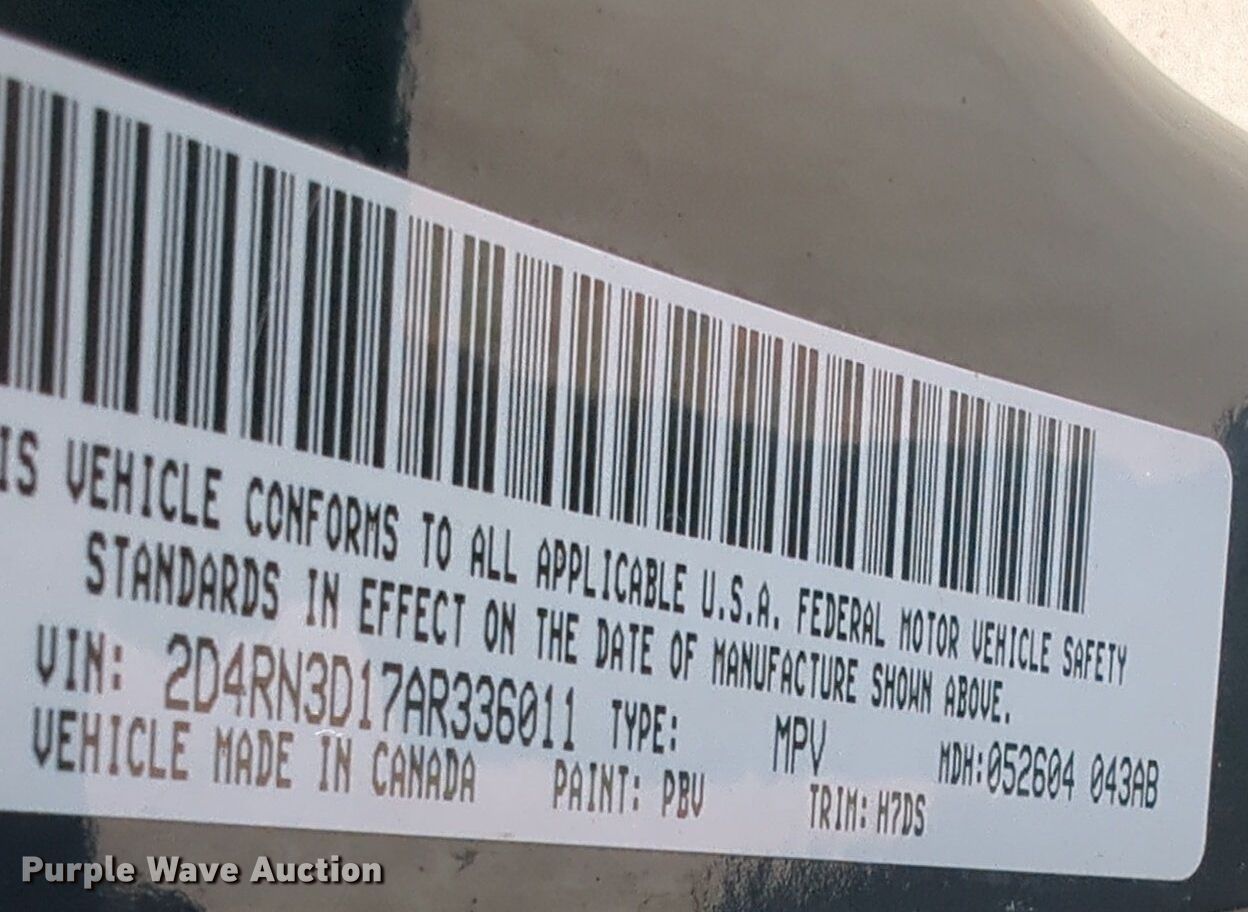 IS VEHICLE CONFORMS TO ALL APPLICABLE U.S.A. FEDERAL MOTOR VEHICLE SAFETY
STANDARDS IN EFFECT ON THE DATE OF MANUFACTURE SHOWN ABOVE.
VIN: 2D4RN3D17AR336011 TYPE: MPV MDH:052604 043AB
VEHICLE MADE IN CANADA PAINT: PBV TRIM: H7DS
Purple Wave Auction